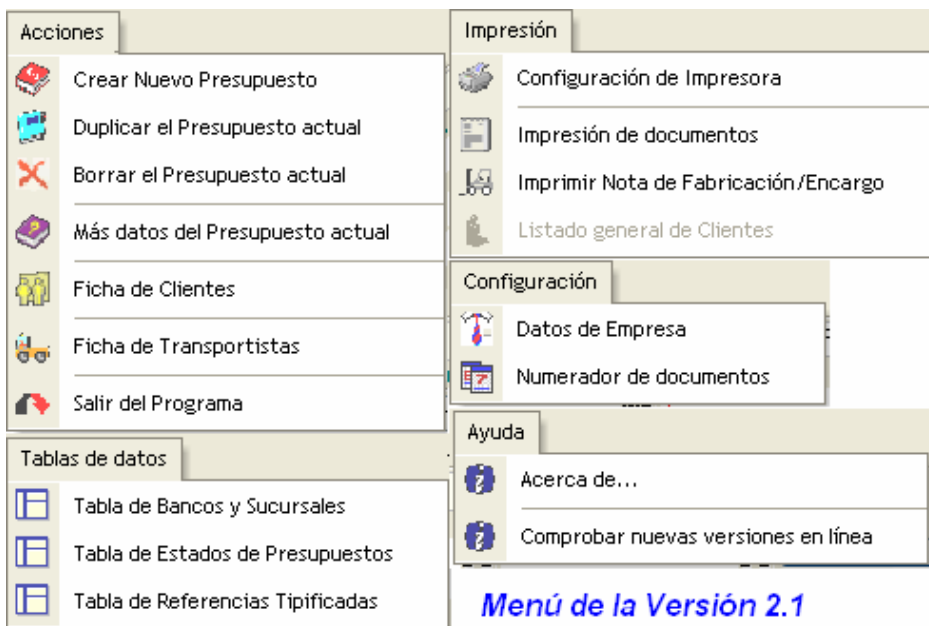 Acciones
Crear Nuevo Presupuesto
Duplicar el Presupuesto actual
Borrar el Presupuesto actual
Más datos del Presupuesto actual
Ficha de Clientes
Ficha de Transportistas
Salir del Programa
Tablas de datos
Tabla de Bancos y Sucursales
Tabla de Estados de Presupuestos
Tabla de Referencias Tipificadas
Impresión
Configuración de Impresora
Impresión de documentos
Imprimir Nota de Fabricación/Encargo
Listado general de Clientes
Configuración
Datos de Empresa
Numerador de documentos
Ayuda
Acerca de...
Comprobar nuevas versiones en línea
Menú de la Versión 2.1